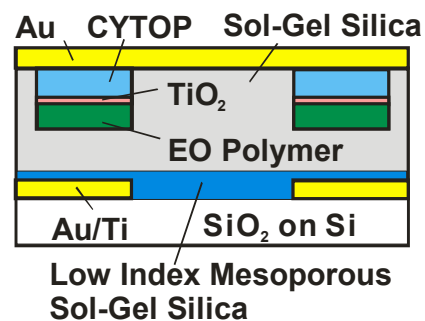 Au CYTOP Sol-Gel Silica
TiO₂
EO Polymer
Au/Ti SiO₂ on Si
Low Index Mesoporous
Sol-Gel Silica